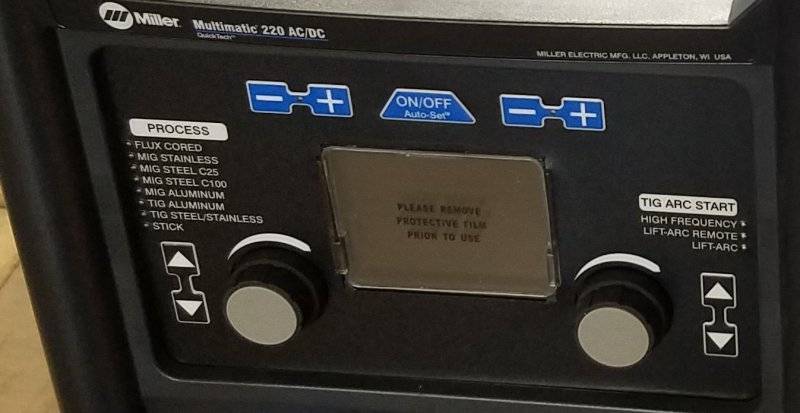 Miller
Multimatic® 220 AC/DC
QuickTech™
MILLER ELECTRIC MFG. LLC, APPLETON, WI USA
- +
ON/OFF
Auto-Set™
- +
PROCESS
FLUX CORED
MIG STAINLESS
MIG STEEL C25
MIG STEEL C100
MIG ALUMINUM
TIG ALUMINUM
TIG STEEL/STAINLESS
STICK
PLEASE REMOVE
PROTECTIVE FILM
PRIOR TO USE
TIG ARC START
HIGH FREQUENCY
LIFT-ARC REMOTE
LIFT-ARC